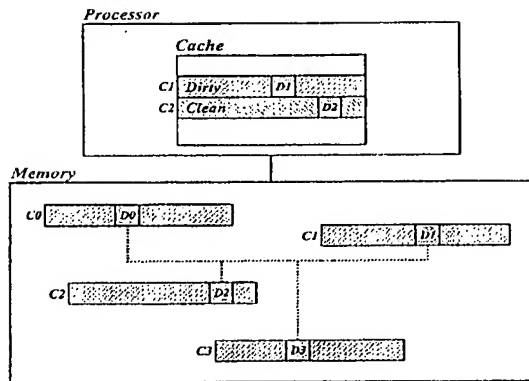 Processor
Cache
C1 Dirty D1
C2 Clean D2
Memory
C0 D0
C1 D1
C2 D2
C3 D3